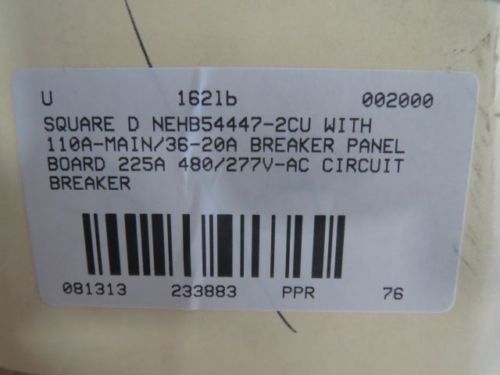 U 162lb 002000
SQUARE D NEHB54447-2CU WITH
110A-MAIN/36-20A BREAKER PANEL
BOARD 225A 480/277V-AC CIRCUIT
BREAKER
081313 233883 PPR 76